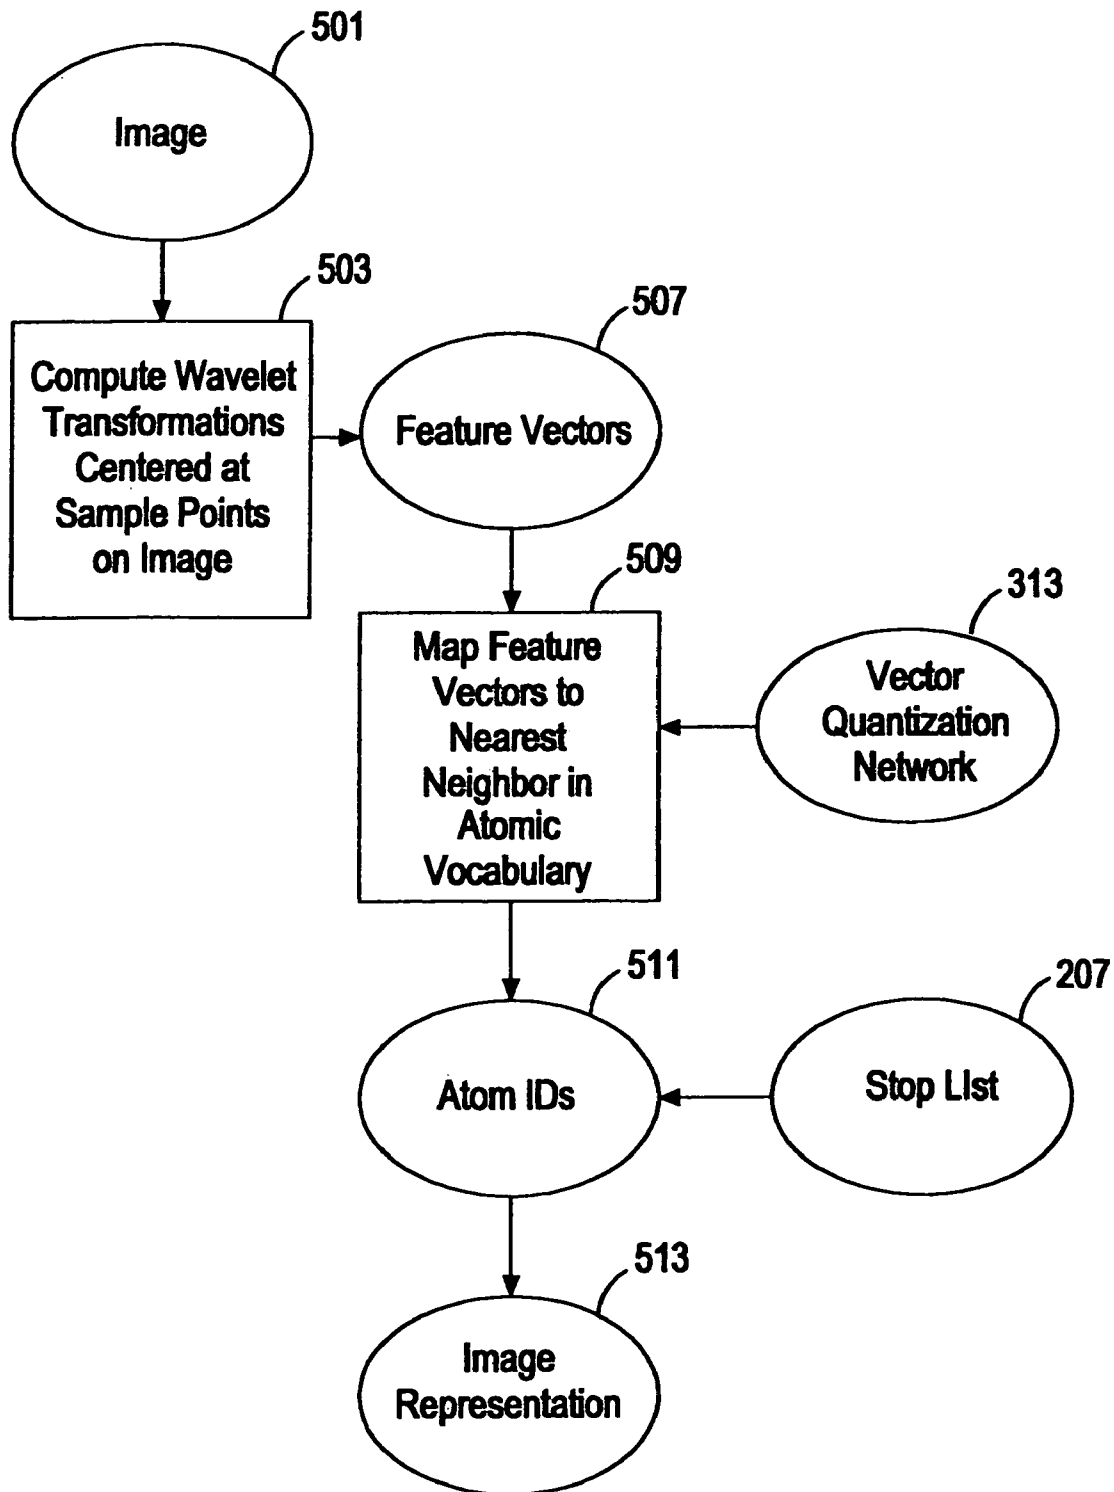 501
Image
503
Compute Wavelet
Transformations
Centered at
Sample Points
on Image
507
Feature Vectors
509
Map Feature
Vectors to
Nearest
Neighbor in
Atomic
Vocabulary
313
Vector
Quantization
Network
511
Atom IDs
207
Stop LIst
513
Image
Representation